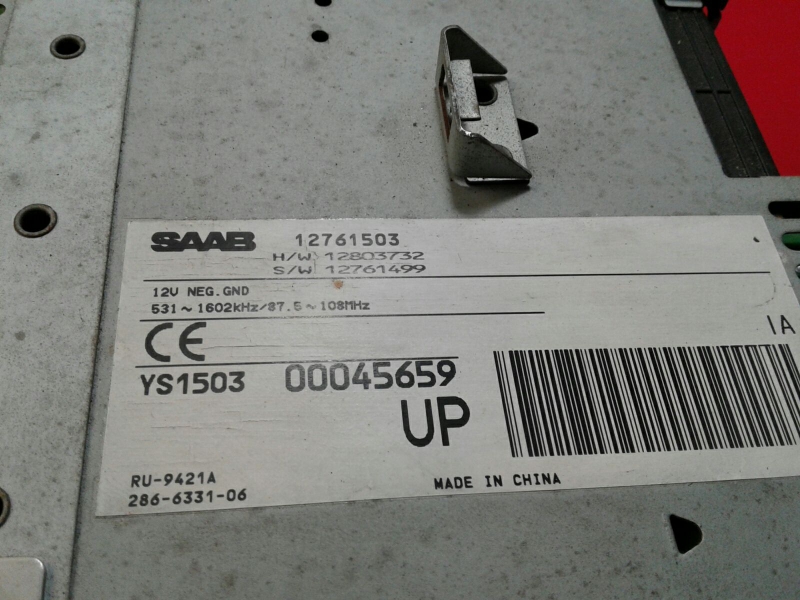 SAAB 12761503
H/W 12803732
S/W 12761499
12V NEG.GND
531~1602kHz/87.5~108MHz
IA
CE
YS1503 00045659
UP
RU-9421A
286-6331-06
MADE IN CHINA